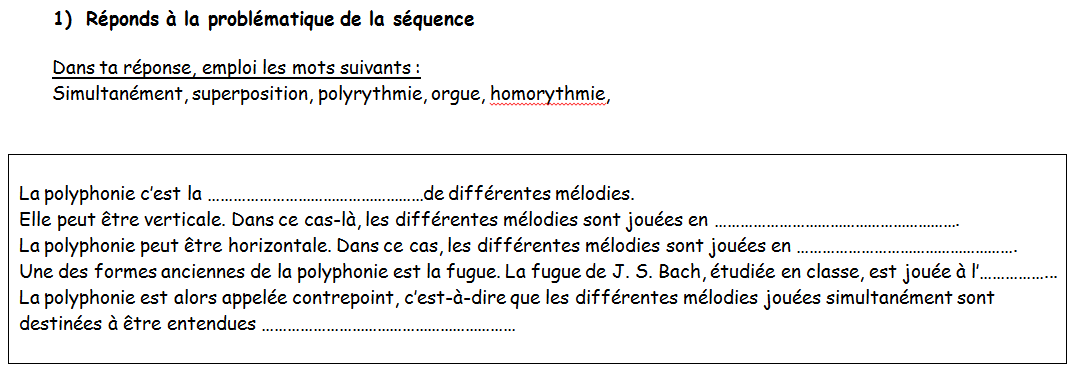 1) Réponds à la problématique de la séquence
Dans ta réponse, emploi les mots suivants :
Simultanément, superposition, polyrythmie, orgue, homorythmie,
La polyphonie c'est la ……………………………………………de différentes mélodies.
Elle peut être verticale. Dans ce cas-là, les différentes mélodies sont jouées en ………………………………………………….
La polyphonie peut être horizontale. Dans ce cas, les différentes mélodies sont jouées en …………………………………………….
Une des formes anciennes de la polyphonie est la fugue. La fugue de J. S. Bach, étudiée en classe, est jouée à l'………………
La polyphonie est alors appelée contrepoint, c'est-à-dire que les différentes mélodies jouées simultanément sont
destinées à être entendues ……………………………………………………